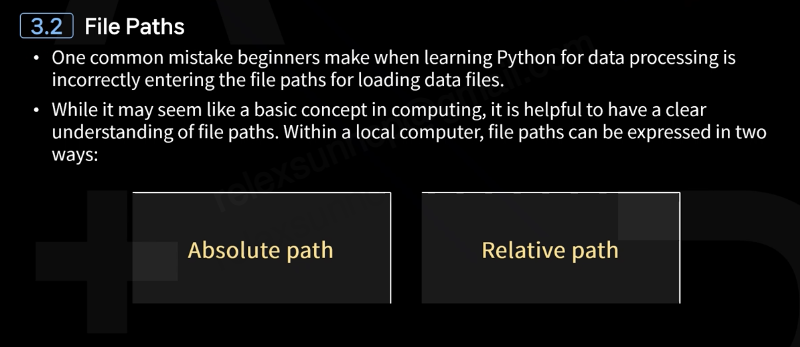 3.2 File Paths
• One common mistake beginners make when learning Python for data processing is
incorrectly entering the file paths for loading data files.
• While it may seem like a basic concept in computing, it is helpful to have a clear
understanding of file paths. Within a local computer, file paths can be expressed in two
ways:
Absolute path
Relative path